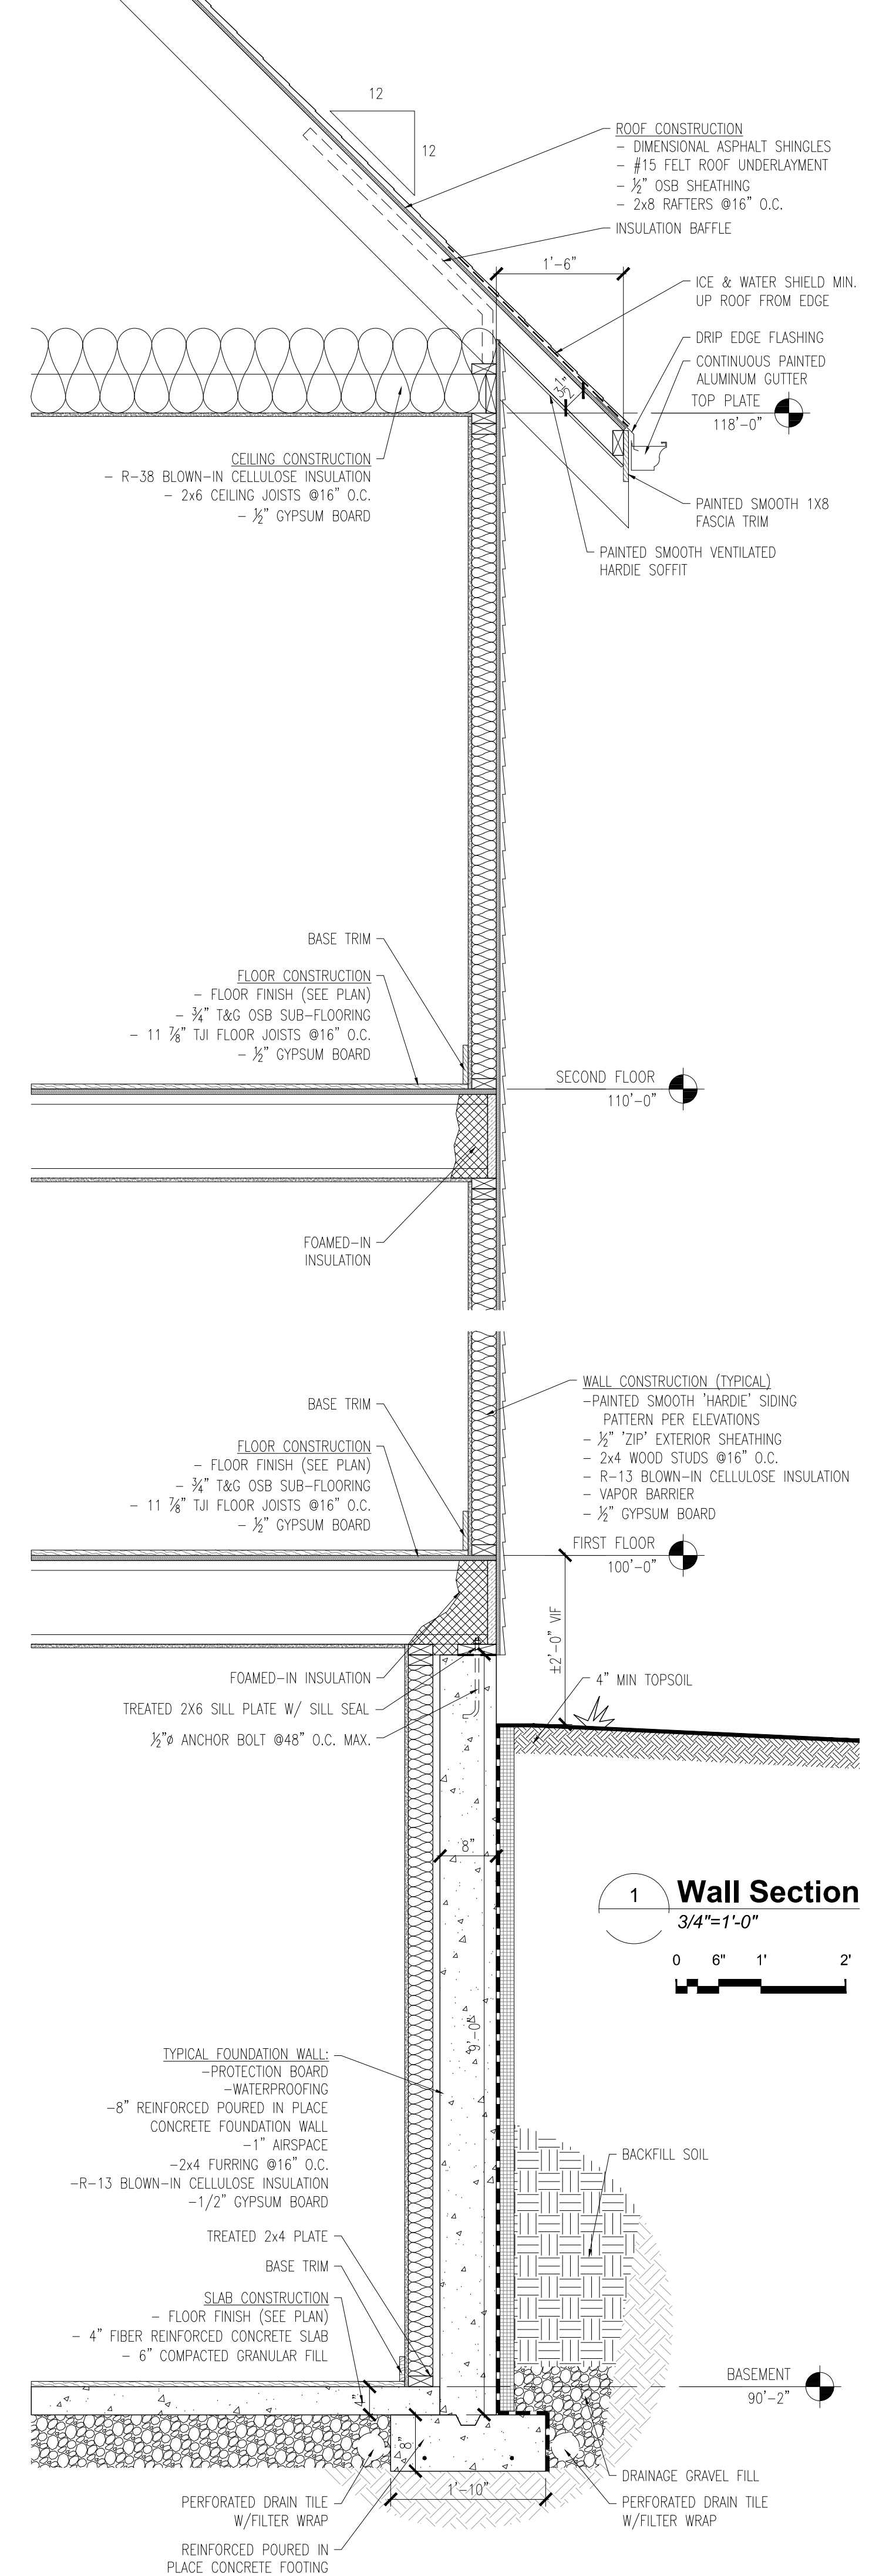 12
12
ROOF CONSTRUCTION
- DIMENSIONAL ASPHALT SHINGLES
- #15 FELT ROOF UNDERLAYMENT
- ½" OSB SHEATHING
- 2x8 RAFTERS @16" O.C.
INSULATION BAFFLE
1'-6"
ICE & WATER SHIELD MIN.
UP ROOF FROM EDGE
DRIP EDGE FLASHING
CONTINUOUS PAINTED
ALUMINUM GUTTER
3½"
TOP PLATE
118'-0"
CEILING CONSTRUCTION
- R-38 BLOWN-IN CELLULOSE INSULATION
- 2x6 CEILING JOISTS @16" O.C.
- ½" GYPSUM BOARD
PAINTED SMOOTH 1X8
FASCIA TRIM
PAINTED SMOOTH VENTILATED
HARDIE SOFFIT
BASE TRIM
FLOOR CONSTRUCTION
- FLOOR FINISH (SEE PLAN)
- ¾" T&G OSB SUB-FLOORING
- 11 ⅞" TJI FLOOR JOISTS @16" O.C.
- ½" GYPSUM BOARD
SECOND FLOOR
110'-0"
FOAMED-IN
INSULATION
WALL CONSTRUCTION (TYPICAL)
-PAINTED SMOOTH 'HARDIE' SIDING
PATTERN PER ELEVATIONS
- ½" 'ZIP' EXTERIOR SHEATHING
- 2x4 WOOD STUDS @16" O.C.
- R-13 BLOWN-IN CELLULOSE INSULATION
- VAPOR BARRIER
- ½" GYPSUM BOARD
BASE TRIM
FLOOR CONSTRUCTION
- FLOOR FINISH (SEE PLAN)
- ¾" T&G OSB SUB-FLOORING
- 11 ⅞" TJI FLOOR JOISTS @16" O.C.
- ½" GYPSUM BOARD
FIRST FLOOR
100'-0"
±2'-0" VIF
FOAMED-IN INSULATION
TREATED 2X6 SILL PLATE W/ SILL SEAL
½"ø ANCHOR BOLT @48" O.C. MAX.
4" MIN TOPSOIL
8"
1
Wall Section
3/4"=1'-0"
0 6" 1' 2'
9'-0"
TYPICAL FOUNDATION WALL:
-PROTECTION BOARD
-WATERPROOFING
-8" REINFORCED POURED IN PLACE
CONCRETE FOUNDATION WALL
-1" AIRSPACE
-2x4 FURRING @16" O.C.
-R-13 BLOWN-IN CELLULOSE INSULATION
-1/2" GYPSUM BOARD
BACKFILL SOIL
TREATED 2x4 PLATE
BASE TRIM
SLAB CONSTRUCTION
- FLOOR FINISH (SEE PLAN)
- 4" FIBER REINFORCED CONCRETE SLAB
- 6" COMPACTED GRANULAR FILL
BASEMENT
90'-2"
4"
8"
1'-10"
DRAINAGE GRAVEL FILL
PERFORATED DRAIN TILE
W/FILTER WRAP
PERFORATED DRAIN TILE
W/FILTER WRAP
REINFORCED POURED IN
PLACE CONCRETE FOOTING